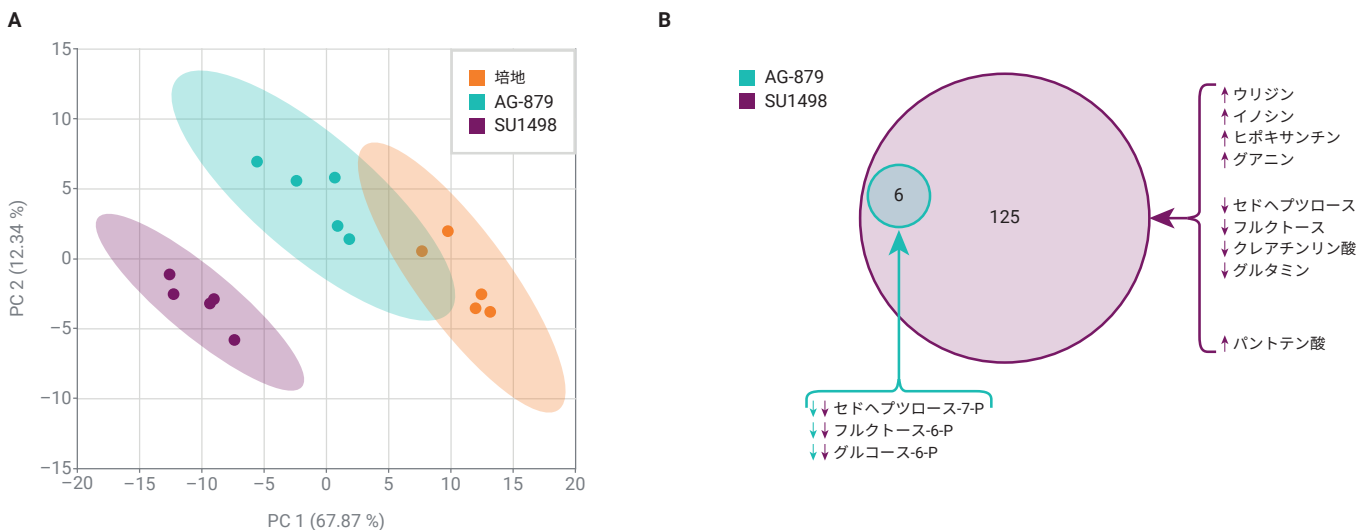 A
15
10
5
0
−5
−10
−15
−20
−15
−10
−5
0
5
10
15
20
PC 2 (12.34 %)
PC 1 (67.87 %)
培地
AG-879
SU1498
B
AG-879
SU1498
6
125
↑ウリジン
↑イノシン
↑ヒポキサンチン
↑グアニン
↓セドヘプツロース
↓フルクトース
↓クレアチンリン酸
↓グルタミン
↑パントテン酸
↓↓セドヘプツロース-7-P
↓↓フルクトース-6-P
↓↓グルコース-6-P